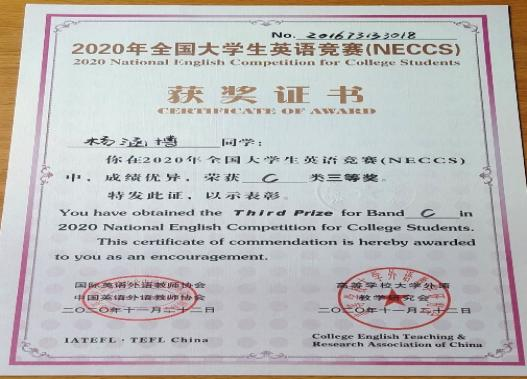 No. 201673133018
2020年全国大学生英语竞赛(NECCS)
2020 National English Competition for College Students
获奖证书
CERTIFICATE OF AWARD
杨涵博 同学:
你在2020年全国大学生英语竞赛(NECCS)
中，成绩优异，荣获 C 类三等奖。
特发此证，以示表彰。
You have obtained the Third Prize for Band C in
2020 National English Competition for College Students.
This certificate of commendation is hereby awarded
to you as an encouragement.
国际英语外语教师协会
中国英语外语教师协会
二〇二〇年十一月二十二日
IATEFL·TEFL China
高等学校大学外语
教学研究会
二〇二〇年十一月二十二日
College English Teaching &
Research Association of China